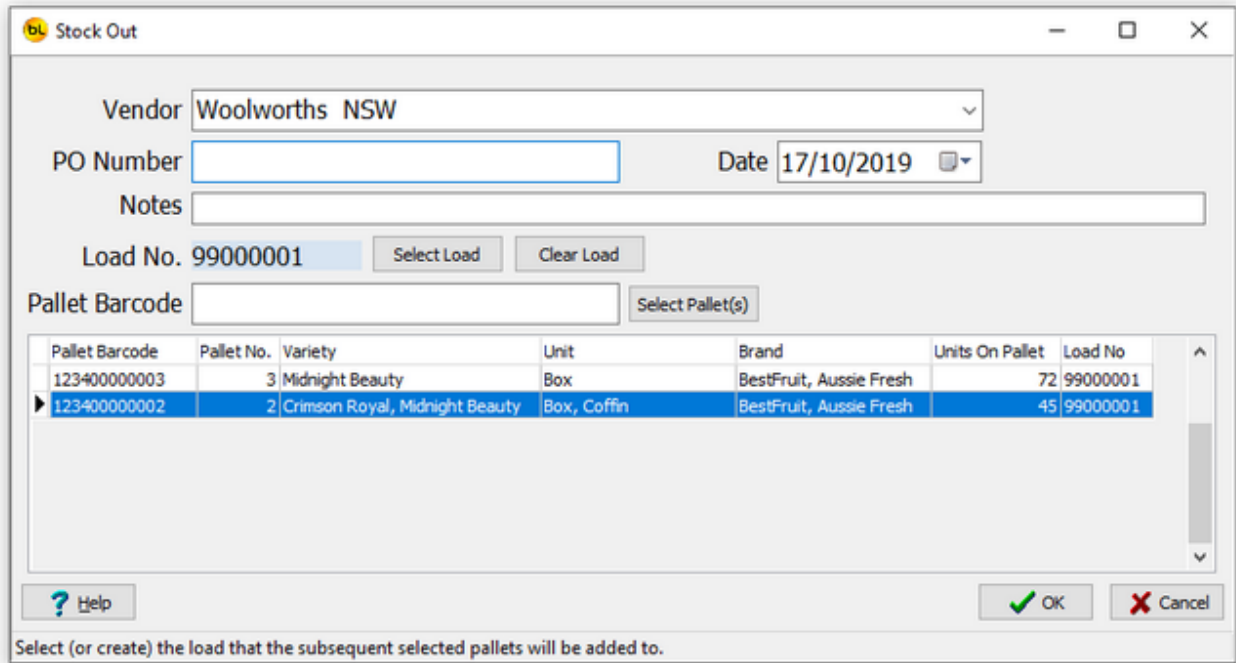 bL Stock Out
Vendor Woolworths NSW
PO Number Date 17/10/2019
Notes
Load No. 99000001 Select Load Clear Load
Pallet Barcode Select Pallet(s)
Pallet Barcode Pallet No. Variety Unit Brand Units On Pallet Load No
123400000003 3 Midnight Beauty Box BestFruit, Aussie Fresh 72 99000001
123400000002 2 Crimson Royal, Midnight Beauty Box, Coffin BestFruit, Aussie Fresh 45 99000001
? Help OK Cancel
Select (or create) the load that the subsequent selected pallets will be added to.